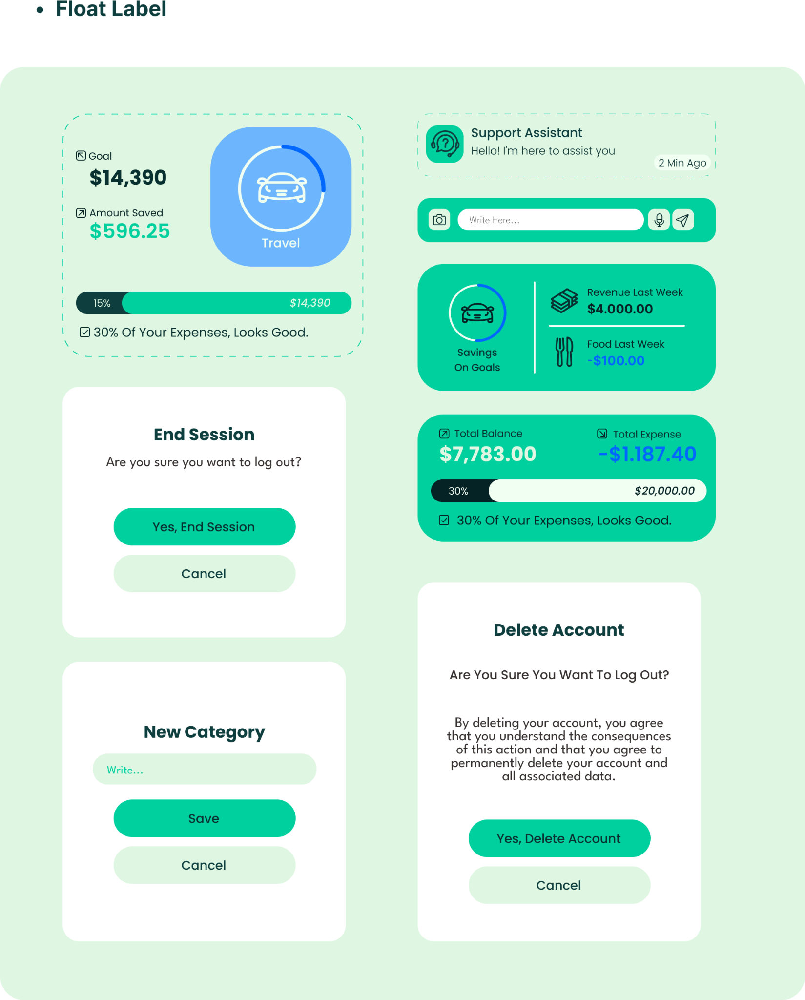 • Float Label
Goal
$14,390
Amount Saved
$596.25
Travel
15%
$14,390
30% Of Your Expenses, Looks Good.
Support Assistant
Hello! I'm here to assist you
2 Min Ago
Write Here...
Savings
On Goals
Revenue Last Week
$4.000.00
Food Last Week
-$100.00
Total Balance
$7,783.00
Total Expense
-$1.187.40
30%
$20,000.00
30% Of Your Expenses, Looks Good.
End Session
Are you sure you want to log out?
Yes, End Session
Cancel
New Category
Write...
Save
Cancel
Delete Account
Are You Sure You Want To Log Out?
By deleting your account, you agree
that you understand the consequences
of this action and that you agree to
permanently delete your account and
all associated data.
Yes, Delete Account
Cancel